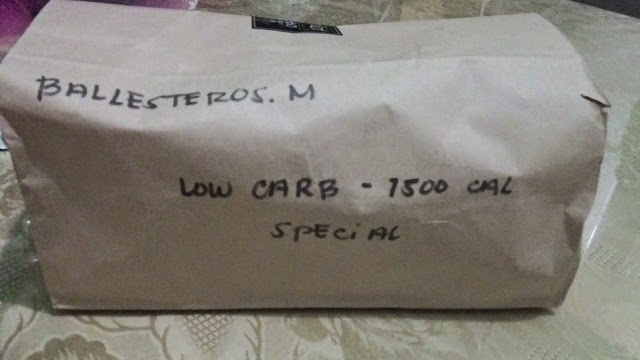 BALLESTEROS. M
LOW CARB - 1500 CAL
SPECiAL